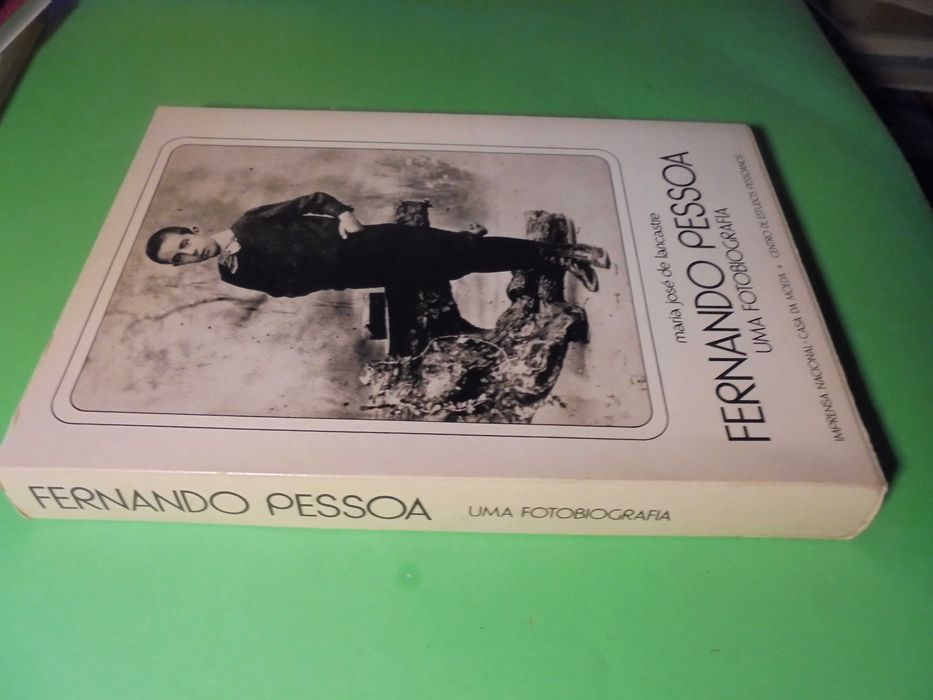 maria josé de lancastre
FERNANDO PESSOA
UMA FOTOBIOGRAFIA
IMPRENSA NACIONAL - CASA DA MOEDA • CENTRO DE ESTUDOS PESSOANOS
FERNANDO PESSOA UMA FOTOBIOGRAFIA